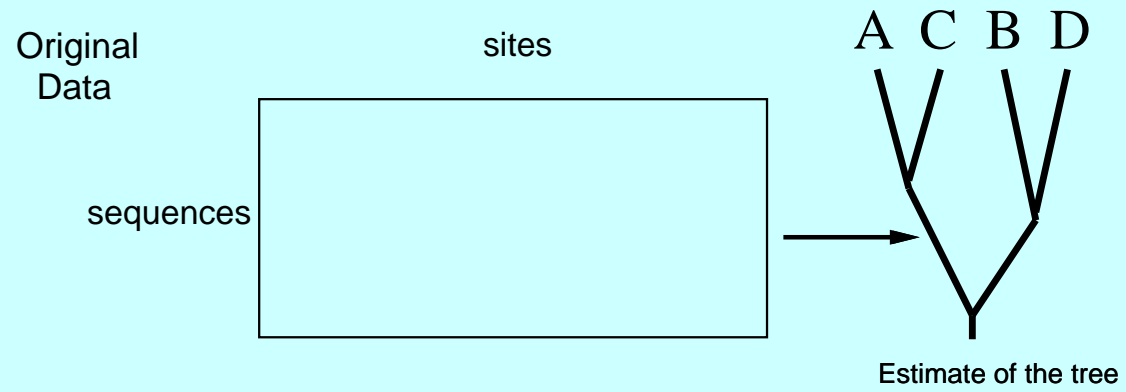 Original
Data
sites
A C B D
sequences
Estimate of the tree